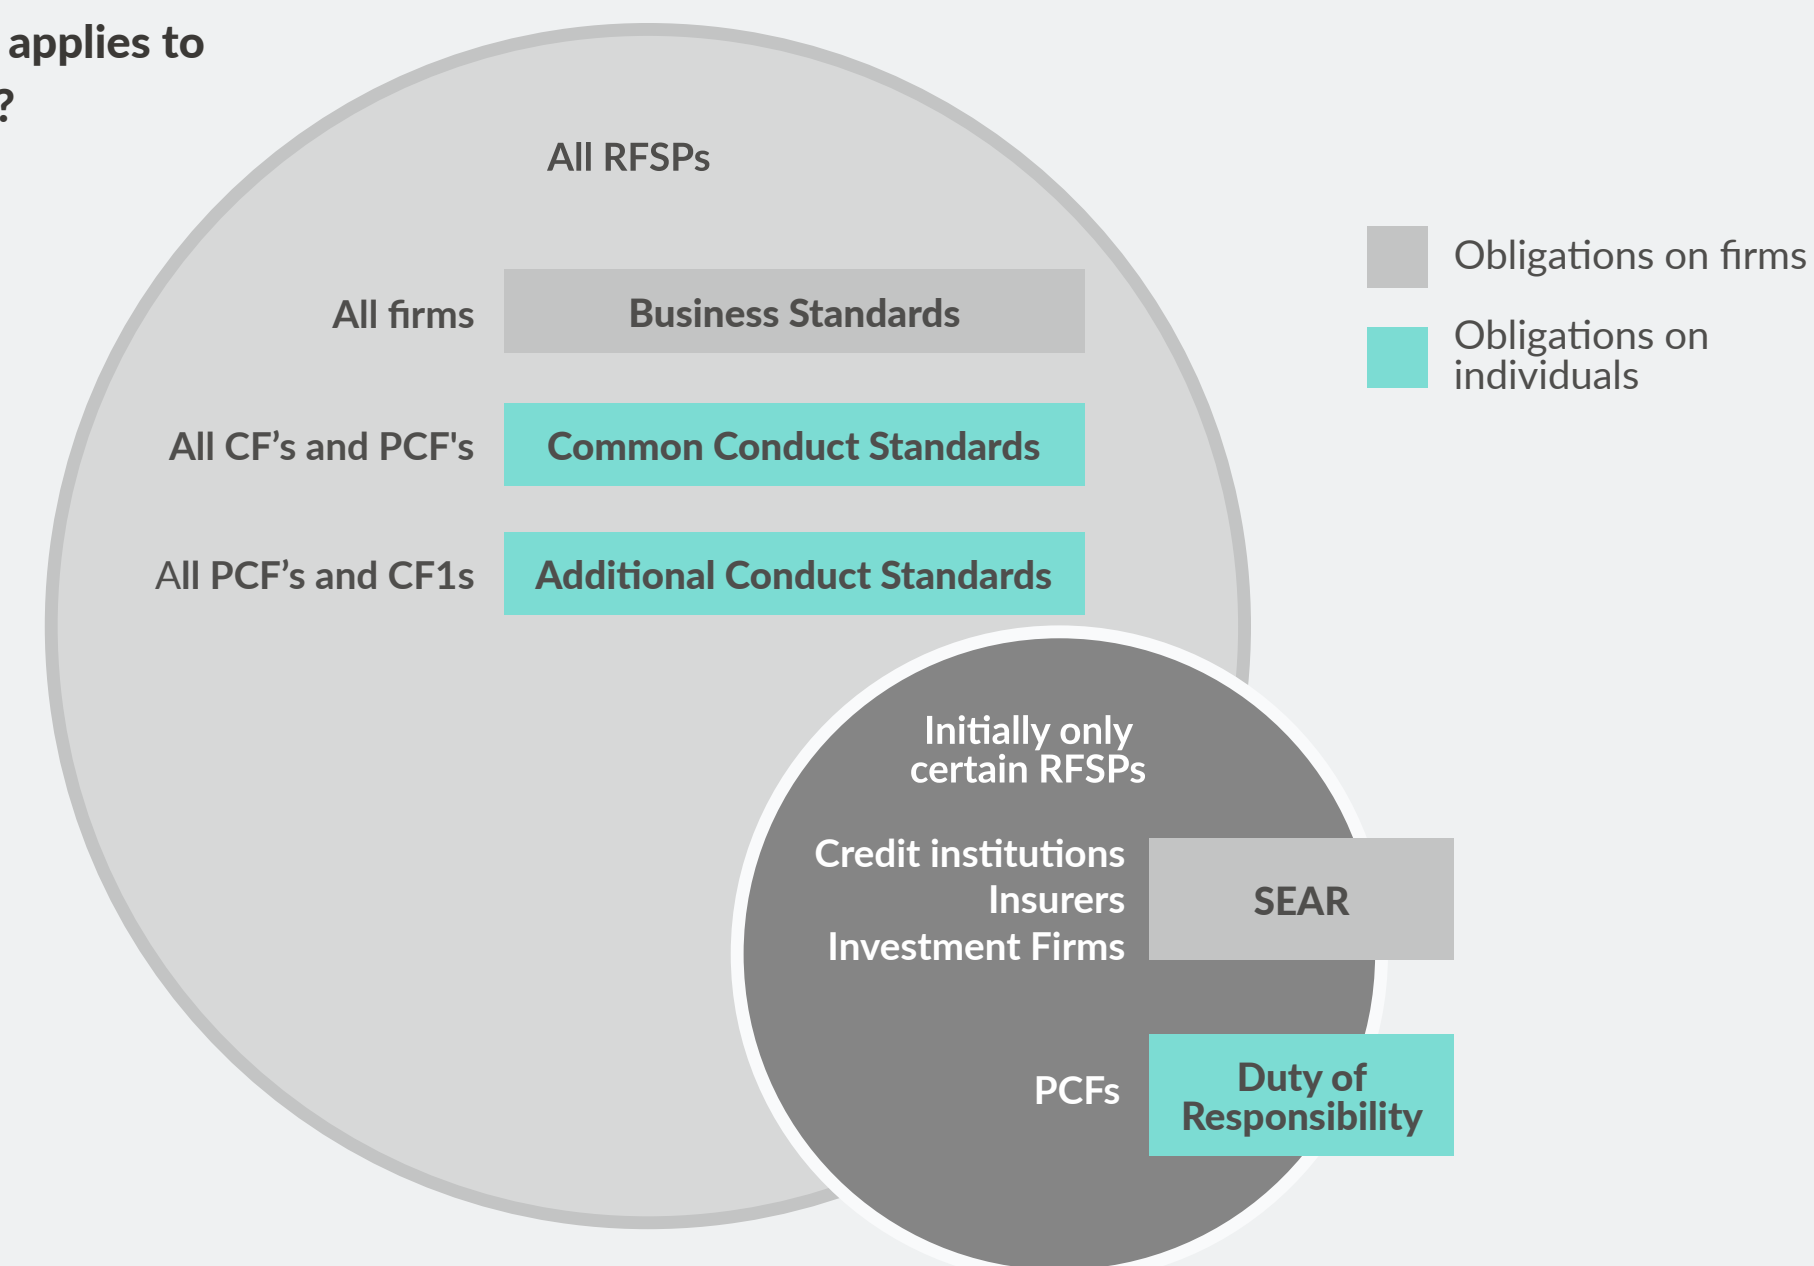 applies to
?
All RFSPs
All firms
Business Standards
All CF’s and PCF's
Common Conduct Standards
All PCF’s and CF1s
Additional Conduct Standards
Obligations on firms
Obligations on
individuals
Initially only
certain RFSPs
Credit institutions
Insurers
Investment Firms
SEAR
PCFs
Duty of
Responsibility